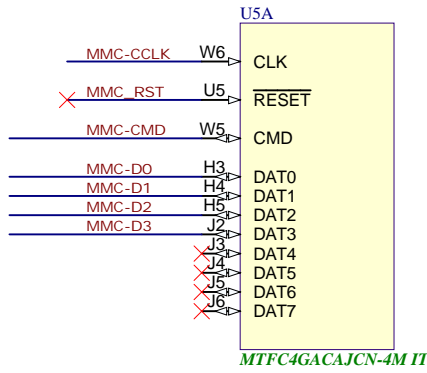 U5A
MMC-CCLK W6 CLK
MMC_RST U5 RESET
MMC-CMD W5 CMD
MMC-D0 H3 DAT0
MMC-D1 H4 DAT1
MMC-D2 H5 DAT2
MMC-D3 J2 DAT3
J3 DAT4
J4 DAT5
J5 DAT6
J6 DAT7
MTFC4GACAJCN-4M IT